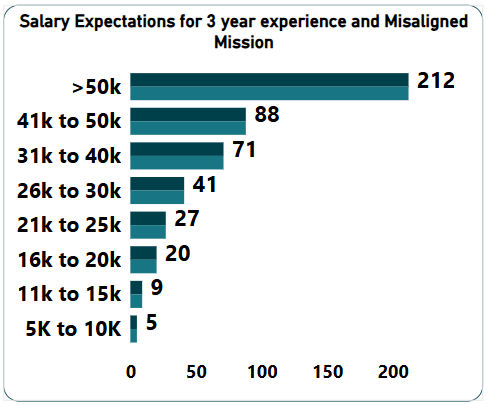 Salary Expectations for 3 year experience and Misaligned
Mission
>50k 212
41k to 50k 88
31k to 40k 71
26k to 30k 41
21k to 25k 27
16k to 20k 20
11k to 15k 9
5K to 10K 5
0 50 100 150 200